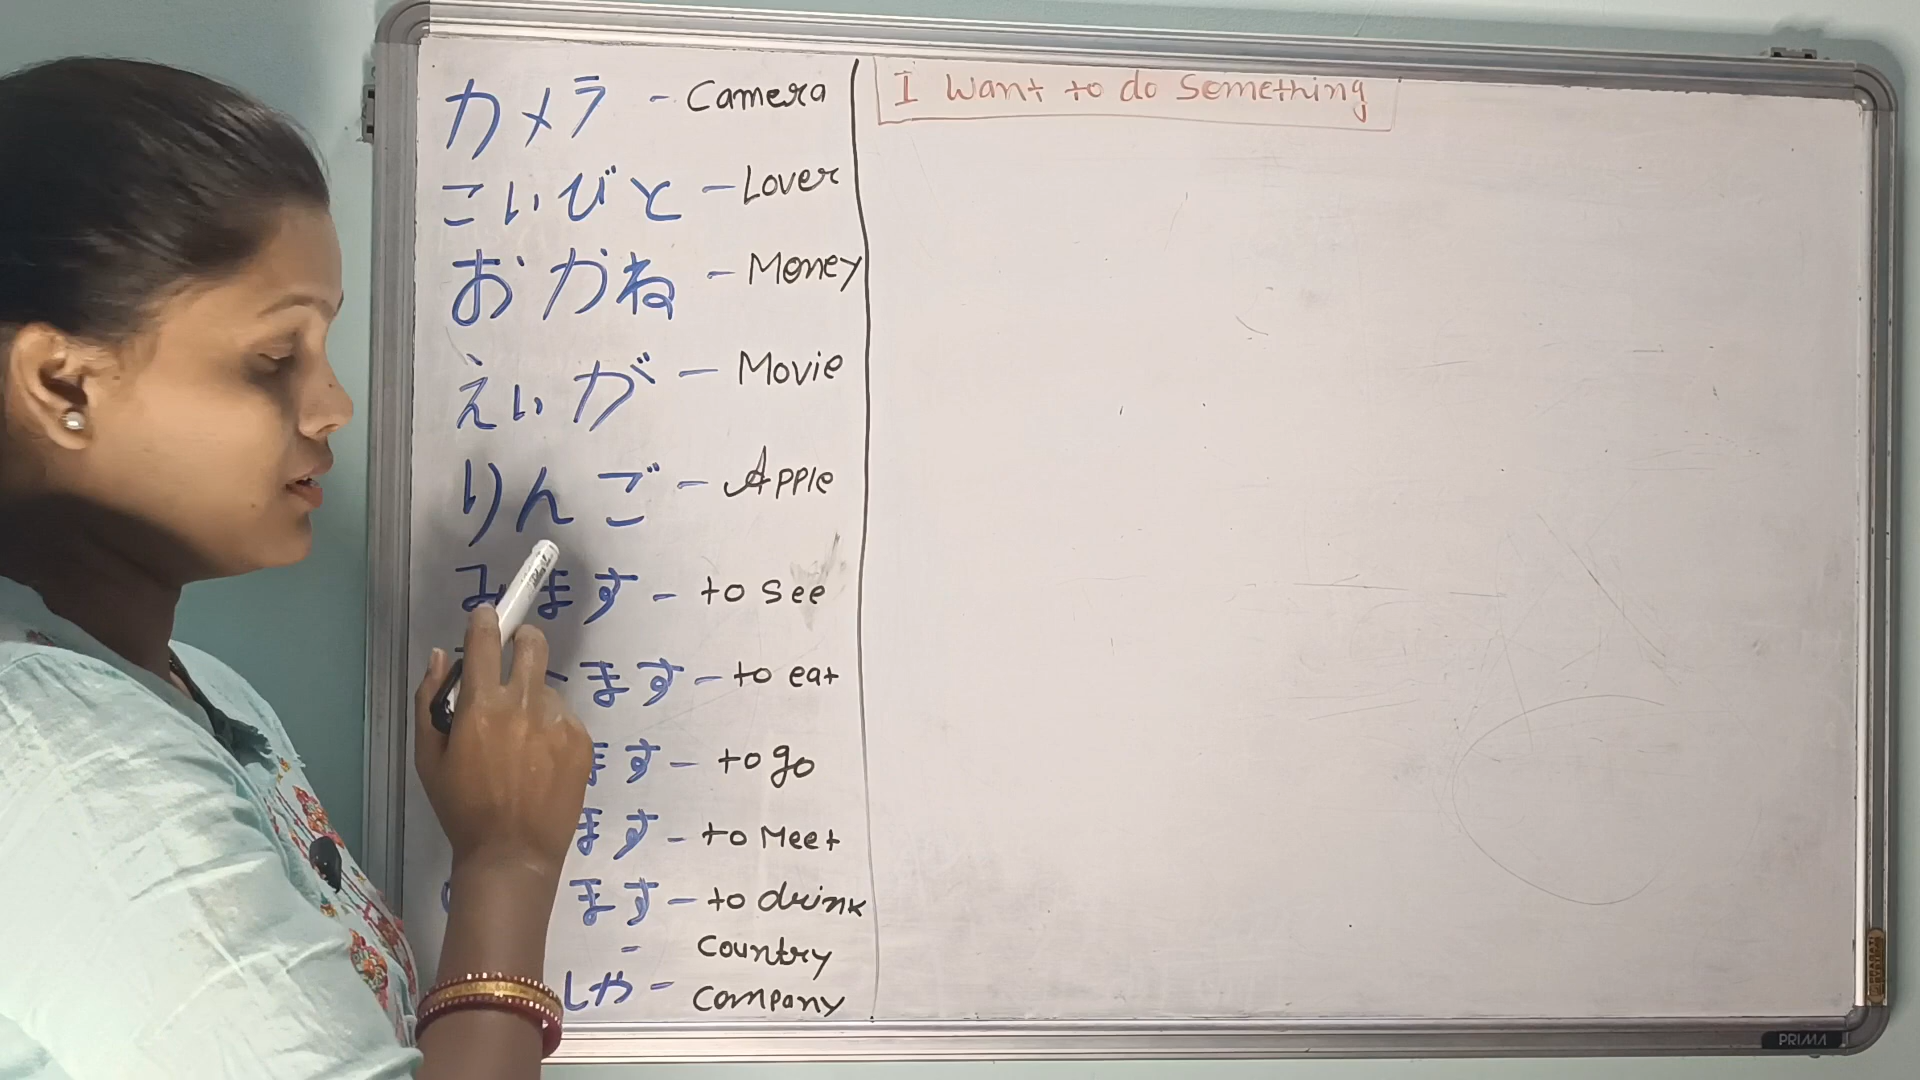 カメラ - Camera
こいびと - Lover
おかね - Money
えいが - Movie
りんご - Apple
みます - to see
べます - to eat
ます - to go
ます - to Meet
ます - to drink
- Country
しゃ - Company
I Want to do Something
PRIMA